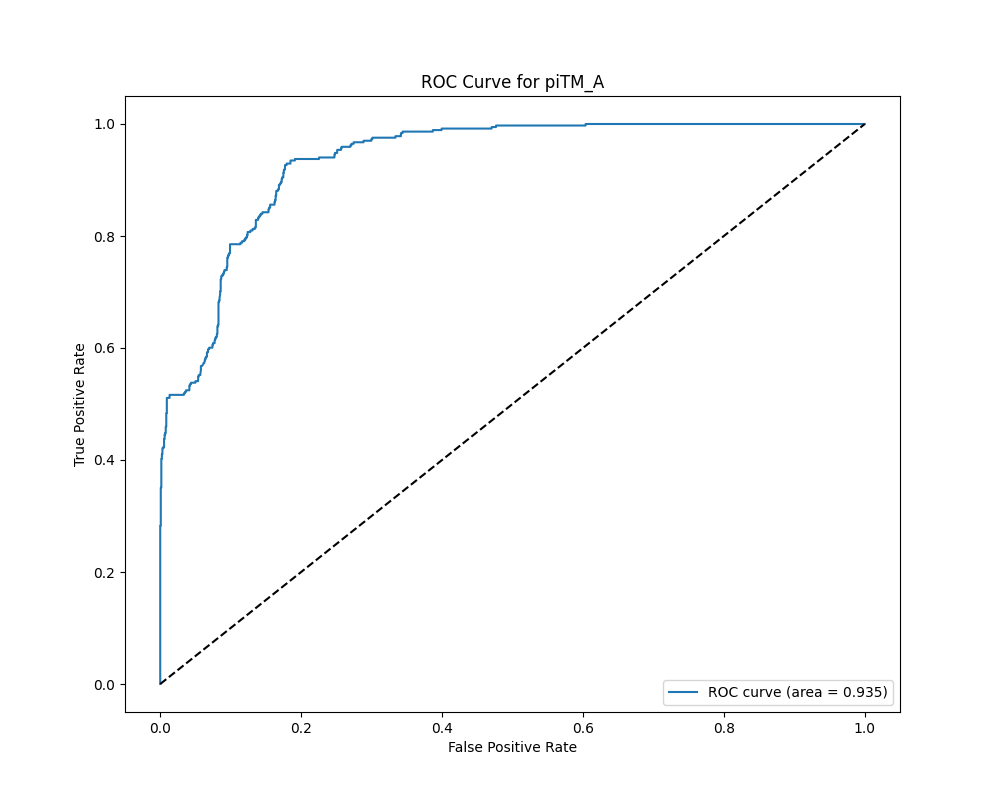 ROC Curve for piTM_A
1.0
0.8
0.6
0.4
0.2
0.0
True Positive Rate
0.0 0.2 0.4 0.6 0.8 1.0
False Positive Rate
ROC curve (area = 0.935)